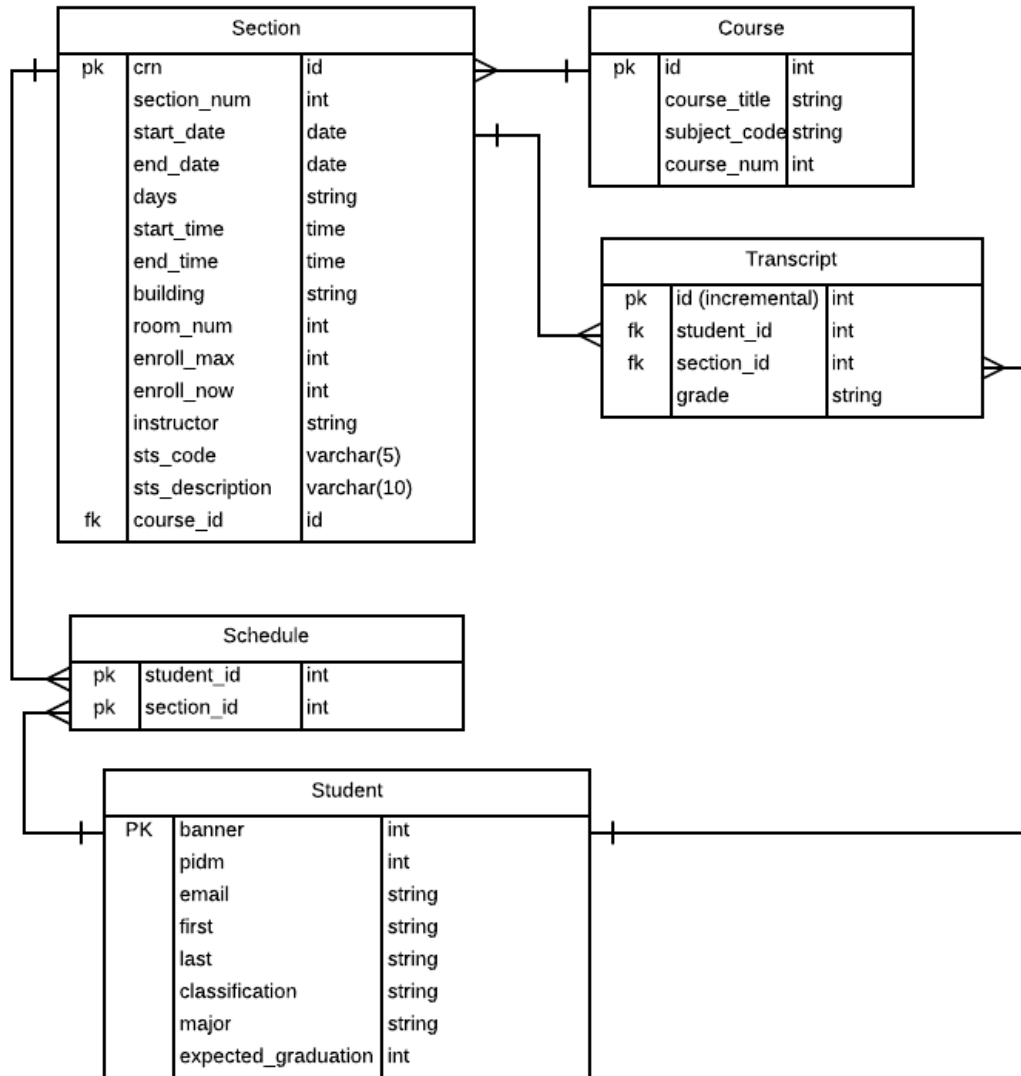 Section
pk crn id
section_num int
start_date date
end_date date
days string
start_time time
end_time time
building string
room_num int
enroll_max int
enroll_now int
instructor string
sts_code varchar(5)
sts_description varchar(10)
fk course_id id
Course
pk id int
course_title string
subject_code string
course_num int
Transcript
pk id (incremental) int
fk student_id int
fk section_id int
grade string
Schedule
pk student_id int
pk section_id int
Student
PK banner int
pidm int
email string
first string
last string
classification string
major string
expected_graduation int